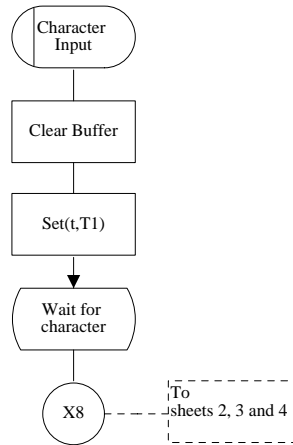 Character
Input
Clear Buffer
Set(t,T1)
Wait for
character
X8
To
sheets 2, 3 and 4